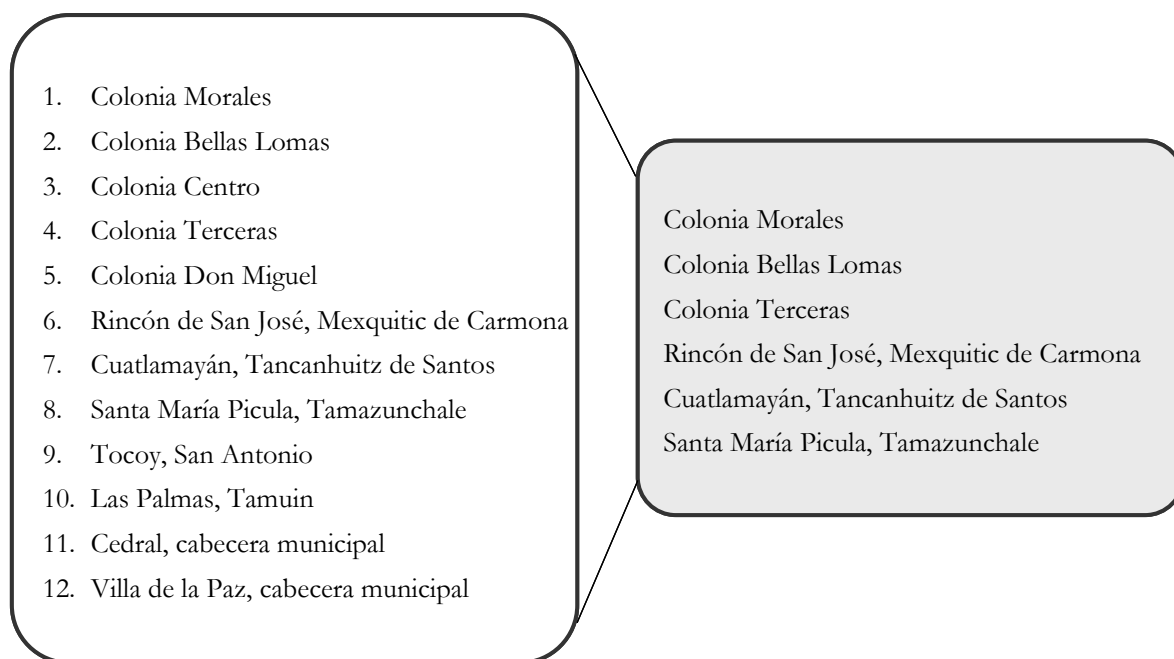 1. Colonia Morales
2. Colonia Bellas Lomas
3. Colonia Centro
4. Colonia Terceras
5. Colonia Don Miguel
6. Rincón de San José, Mexquitic de Carmona
7. Cuatlamayán, Tancanhuitz de Santos
8. Santa María Picula, Tamazunchale
9. Tocoy, San Antonio
10. Las Palmas, Tamuin
11. Cedral, cabecera municipal
12. Villa de la Paz, cabecera municipal
Colonia Morales
Colonia Bellas Lomas
Colonia Terceras
Rincón de San José, Mexquitic de Carmona
Cuatlamayán, Tancanhuitz de Santos
Santa María Picula, Tamazunchale